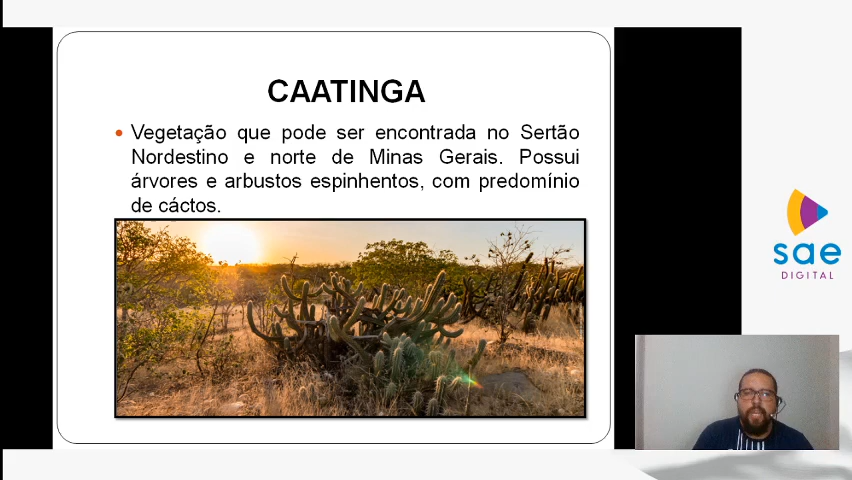 CAATINGA
• Vegetação que pode ser encontrada no Sertão
Nordestino e norte de Minas Gerais. Possui
árvores e arbustos espinhentos, com predomínio
de cáctos.
sae
DIGITAL